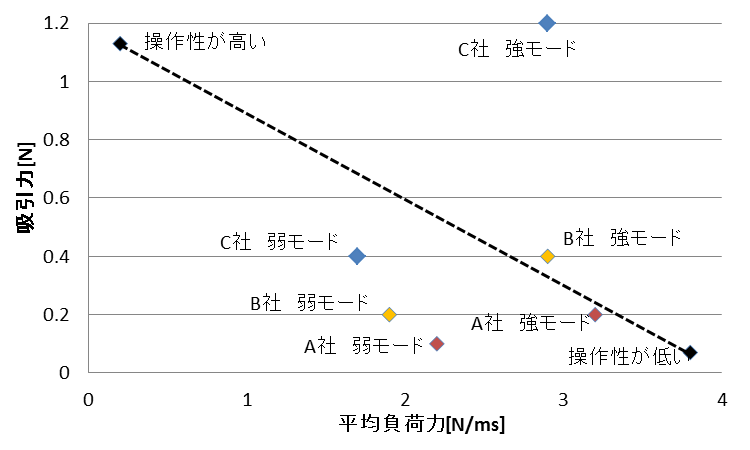 1.2
操作性が高い
C社 強モード
1
0.8
吸引力[N]
0.6
B社 強モード
C社 弱モード
0.4
B社 弱モード
0.2
A社 強モード
A社 弱モード
操作性が低い
0
0 1 2 3 4
平均負荷力[N/ms]